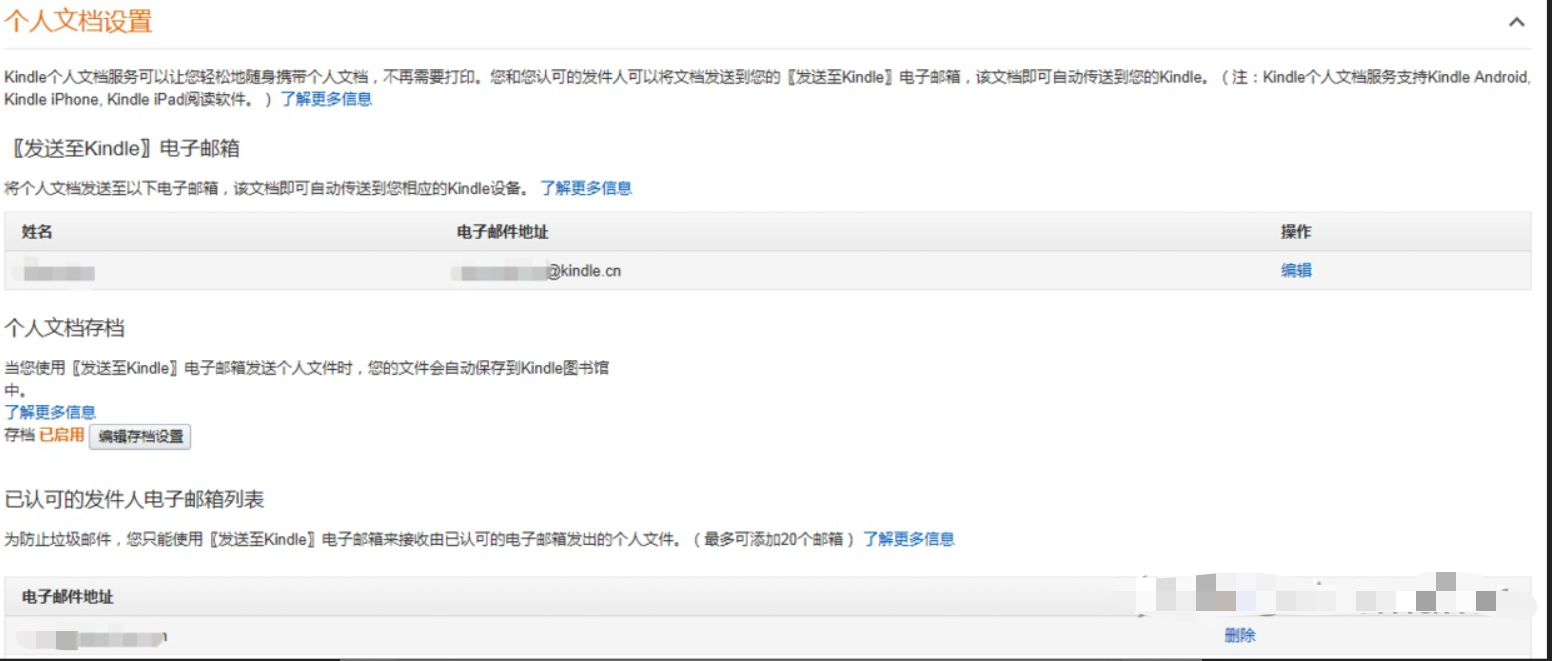 个人文档设置
Kindle个人文档服务可以让您轻松地随身携带个人文档，不再需要打印。您和您认可的发件人可以将文档发送到您的〖发送至Kindle〗电子邮箱，该文档即可自动传送到您的Kindle。（注：Kindle个人文档服务支持Kindle Android,
Kindle iPhone, Kindle iPad阅读软件。）了解更多信息
〖发送至Kindle〗电子邮箱
将个人文档发送至以下电子邮箱，该文档即可自动传送到您相应的Kindle设备。 了解更多信息
姓名 电子邮件地址 操作
@kindle.cn 编辑
个人文档存档
当您使用〖发送至Kindle〗电子邮箱发送个人文件时，您的文件会自动保存到Kindle图书馆
中。
了解更多信息
存档 已启用 编辑存档设置
已认可的发件人电子邮箱列表
为防止垃圾邮件，您只能使用〖发送至Kindle〗电子邮箱来接收由已认可的电子邮箱发出的个人文件。（最多可添加20个邮箱）了解更多信息
电子邮件地址
删除